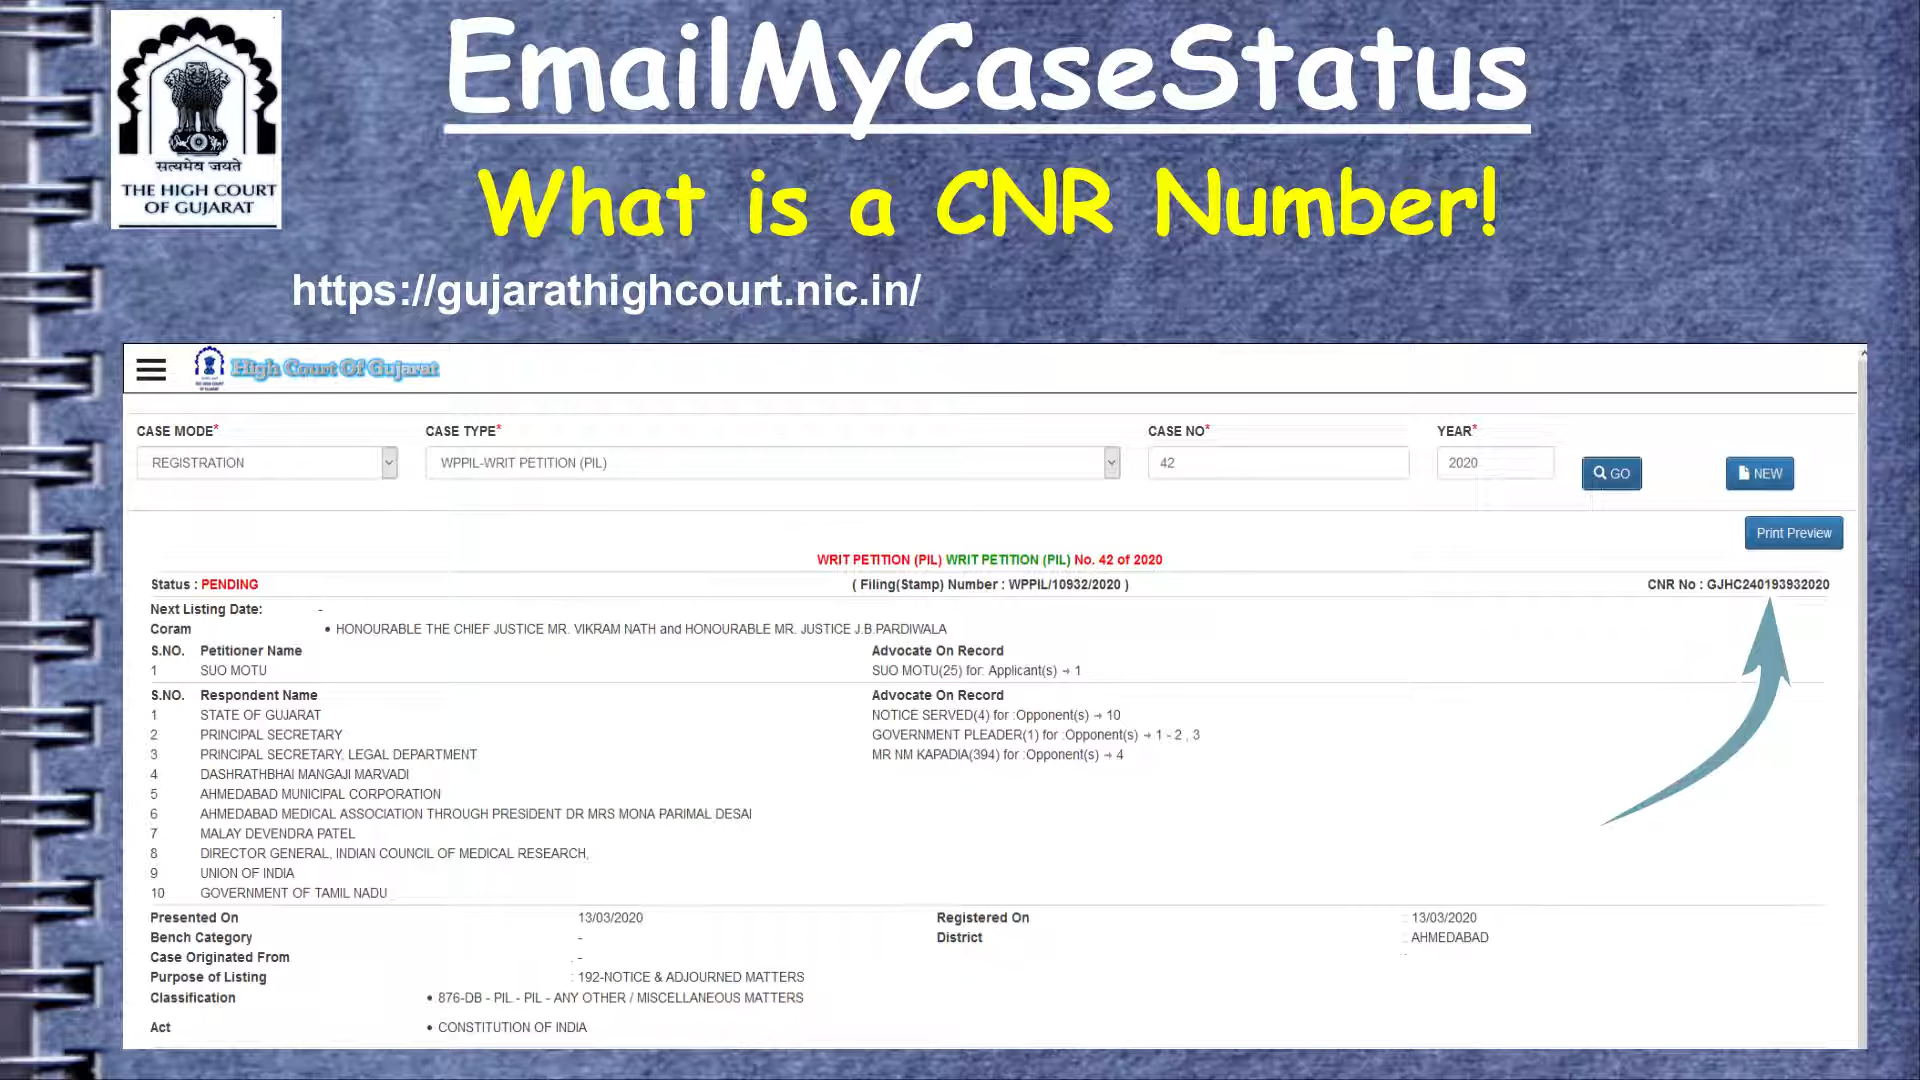 EmailMyCaseStatus
सत्यमेव जयते
THE HIGH COURT
OF GUJARAT
What is a CNR Number!
https://gujarathighcourt.nic.in/
High Court Of Gujarat
CASE MODE* CASE TYPE* CASE NO* YEAR*
REGISTRATION WPPIL-WRIT PETITION (PIL) 42 2020 GO NEW
Print Preview
WRIT PETITION (PIL) WRIT PETITION (PIL) No. 42 of 2020
Status : PENDING ( Filing(Stamp) Number : WPPIL/10932/2020 ) CNR No : GJHC240193932020
Next Listing Date: -
Coram • HONOURABLE THE CHIEF JUSTICE MR. VIKRAM NATH and HONOURABLE MR. JUSTICE J.B.PARDIWALA
S.NO. Petitioner Name Advocate On Record
1 SUO MOTU SUO MOTU(25) for: Applicant(s) → 1
S.NO. Respondent Name Advocate On Record
1 STATE OF GUJARAT NOTICE SERVED(4) for :Opponent(s) → 10
2 PRINCIPAL SECRETARY GOVERNMENT PLEADER(1) for :Opponent(s) → 1 - 2 , 3
3 PRINCIPAL SECRETARY, LEGAL DEPARTMENT MR NM KAPADIA(394) for :Opponent(s) → 4
4 DASHRATHBHAI MANGAJI MARVADI
5 AHMEDABAD MUNICIPAL CORPORATION
6 AHMEDABAD MEDICAL ASSOCIATION THROUGH PRESIDENT DR MRS MONA PARIMAL DESAI
7 MALAY DEVENDRA PATEL
8 DIRECTOR GENERAL, INDIAN COUNCIL OF MEDICAL RESEARCH,
9 UNION OF INDIA
10 GOVERNMENT OF TAMIL NADU
Presented On 13/03/2020 Registered On : 13/03/2020
Bench Category - District : AHMEDABAD
Case Originated From : -
Purpose of Listing : 192-NOTICE & ADJOURNED MATTERS
Classification • 876-DB - PIL - PIL - ANY OTHER / MISCELLANEOUS MATTERS
Act • CONSTITUTION OF INDIA